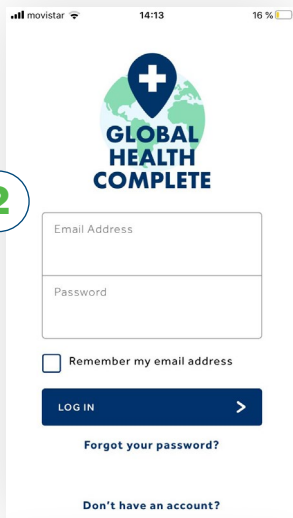 movistar 14:13 16 %
GLOBAL
HEALTH
COMPLETE
2
Email Address
Password
Remember my email address
LOG IN
Forgot your password?
Don't have an account?